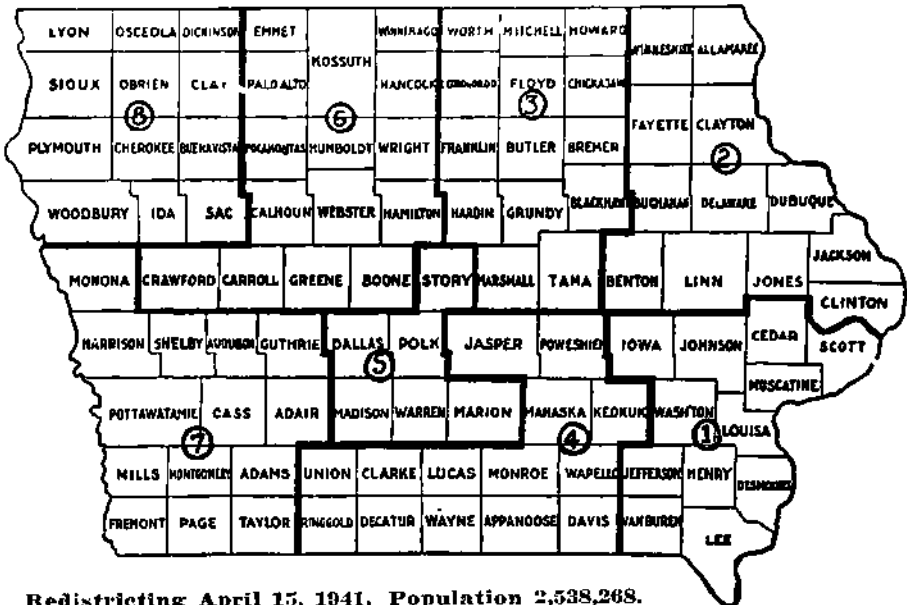 LYON OSCEOLA DICKINSON EMMET WINNEBAGO WORTH MITCHELL HOWARD
WINNESHIEK ALLAMAKEE
KOSSUTH
SIOUX OBRIEN CLAY PALO ALTO HANCOCK FLOYD CHICKASAW
8 6 3
FAYETTE CLAYTON
2
PLYMOUTH CHEROKEE BUENA VISTA POCAHONTAS HUMBOLDT WRIGHT FRANKLIN BUTLER BREMER
WOODBURY IDA SAC CALHOUN WEBSTER HAMILTON HARDIN GRUNDY BLACKHAWK BUCHANAN DELAWARE DUBUQUE
JACKSON
MONONA CRAWFORD CARROLL GREENE BOONE STORY MARSHALL TAMA BENTON LINN JONES
CLINTON
HARRISON SHELBY AUDUBON GUTHRIE DALLAS POLK JASPER POWESHIEK IOWA JOHNSON CEDAR SCOTT
5
MUSCATINE
POTTAWATAMIE CASS ADAIR MADISON WARREN MARION MAHASKA KEOKUK WASH'TON LOUISA
7 4 1
MILLS MONTGOMERY ADAMS UNION CLARKE LUCAS MONROE WAPELLO JEFFERSON HENRY DESMOINES
FREMONT PAGE TAYLOR RINGGOLD DECATUR WAYNE APPANOOSE DAVIS VAN BUREN
LEE
Redistricting April 15, 1941. Population 2,538,268.